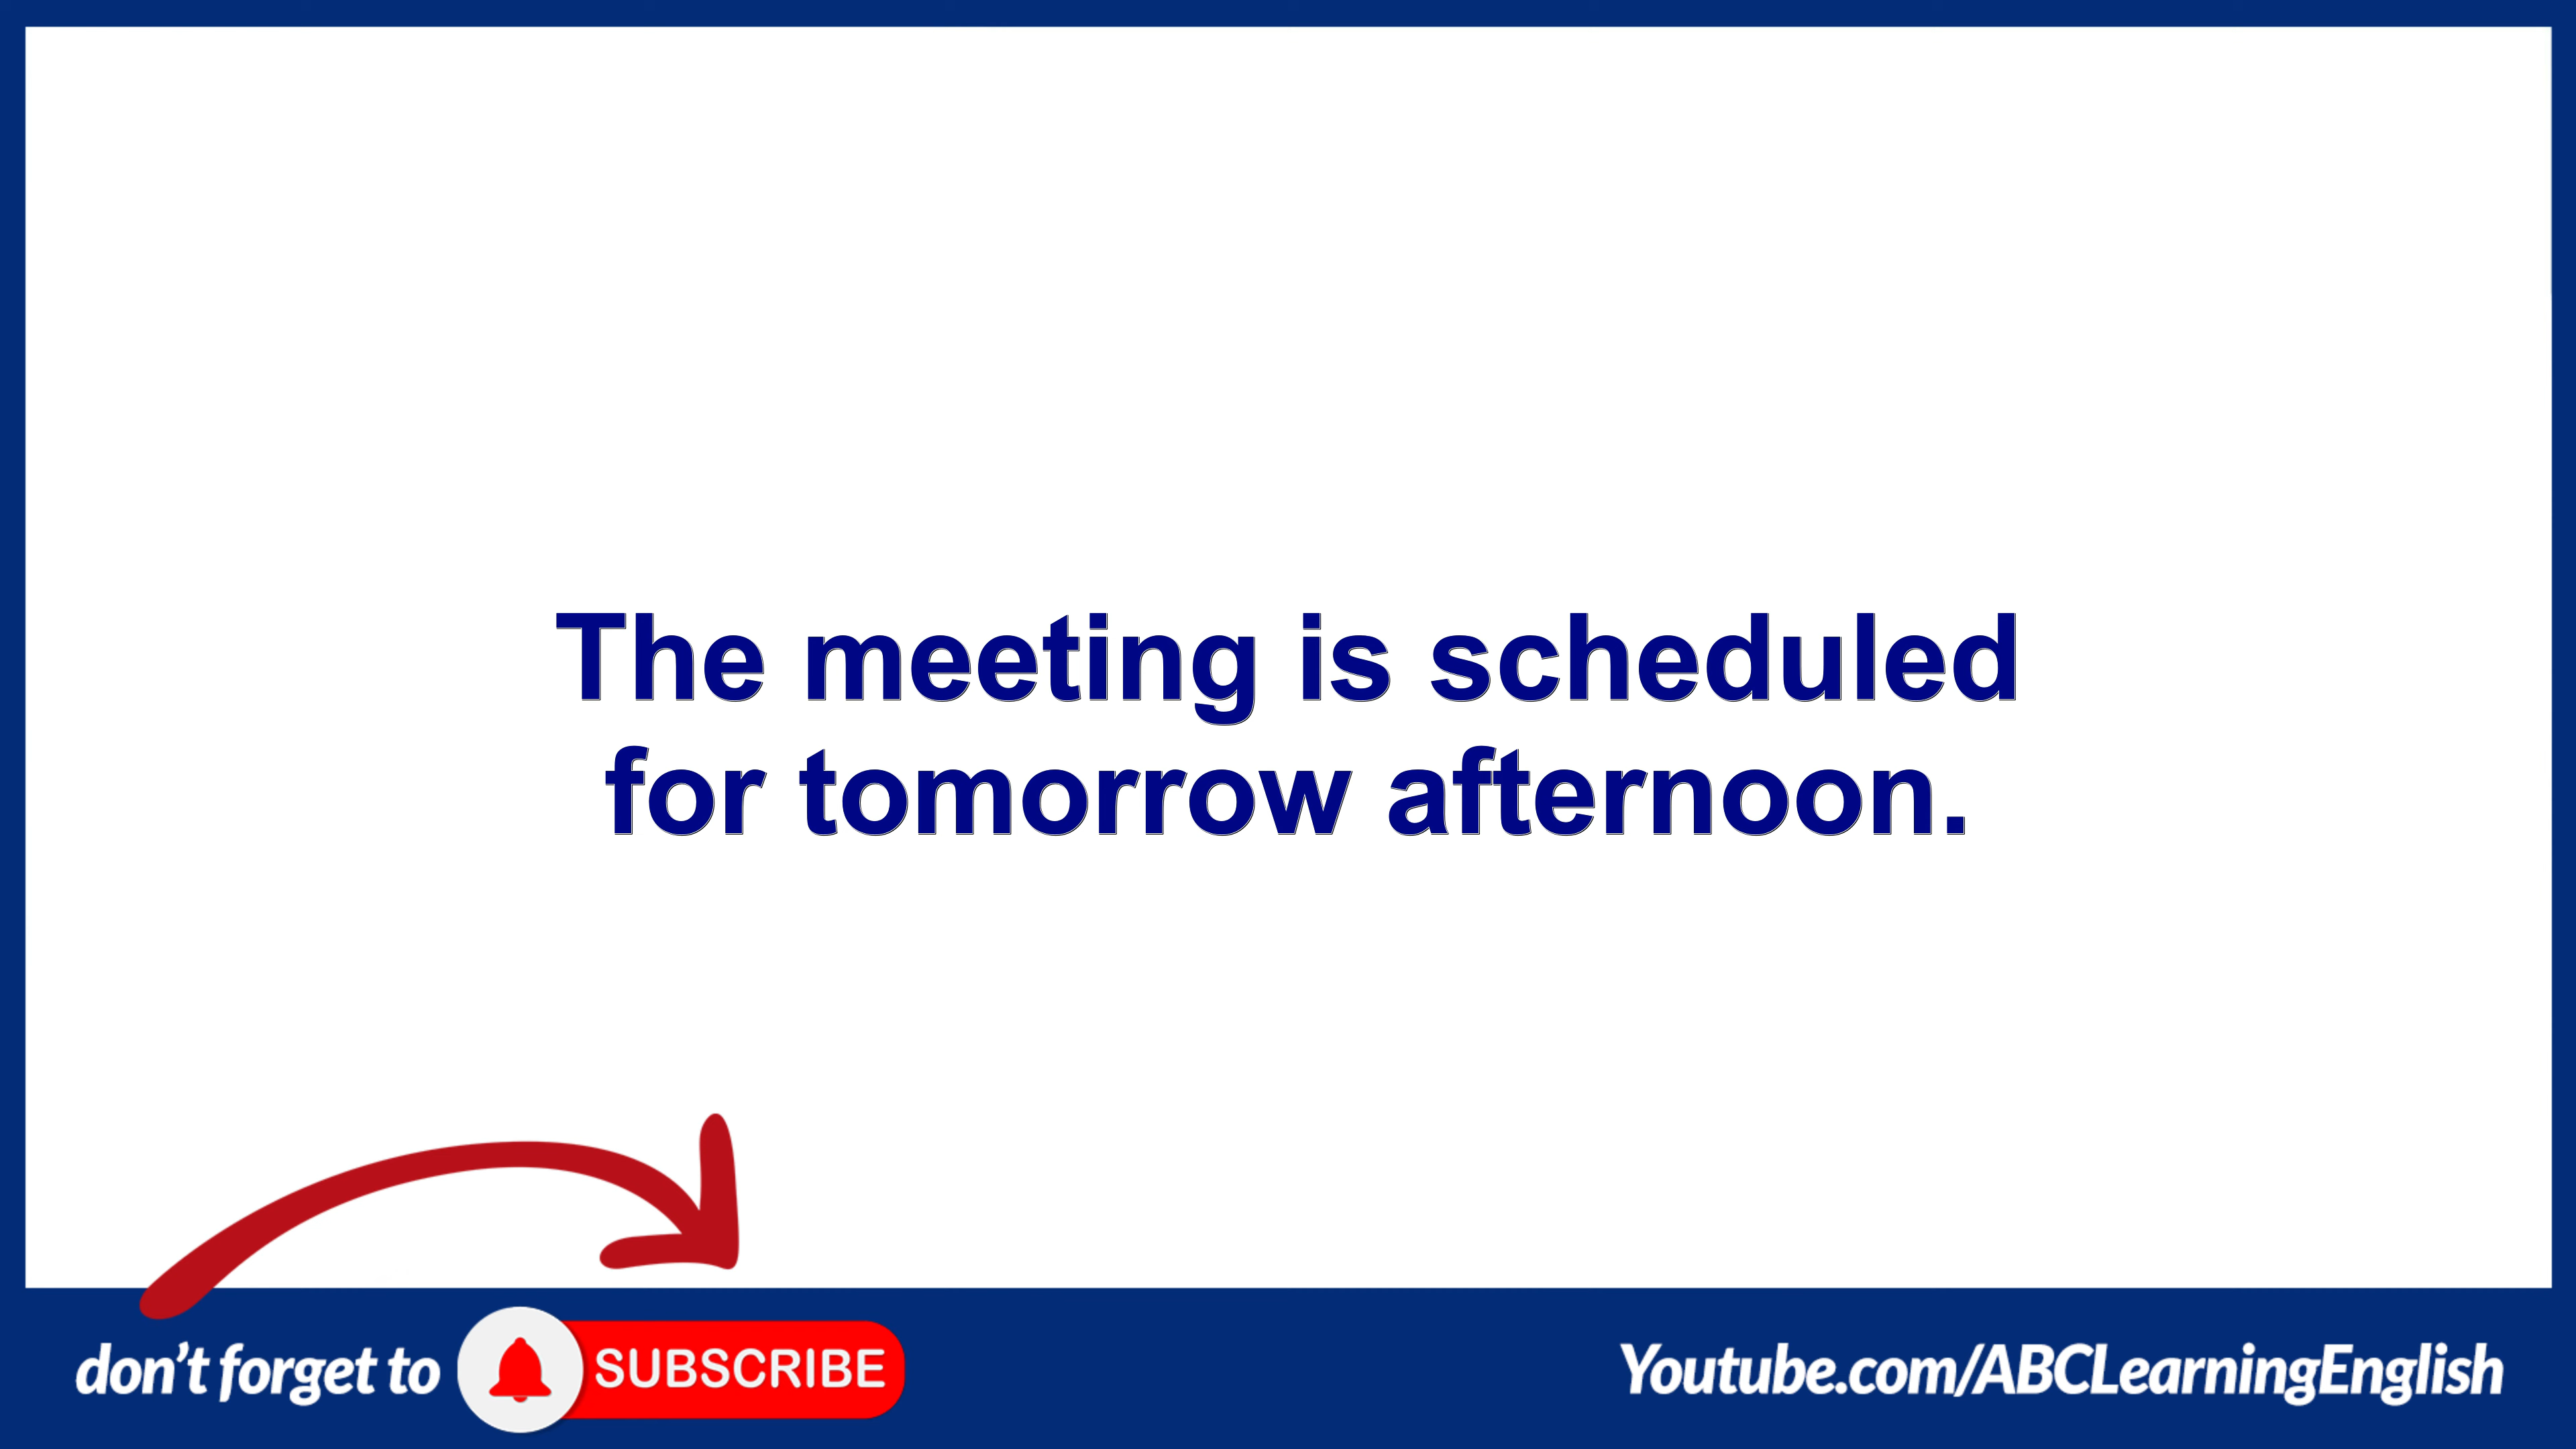 The meeting is scheduled
for tomorrow afternoon.
don't forget to SUBSCRIBE
Youtube.com/ABCLearningEnglish